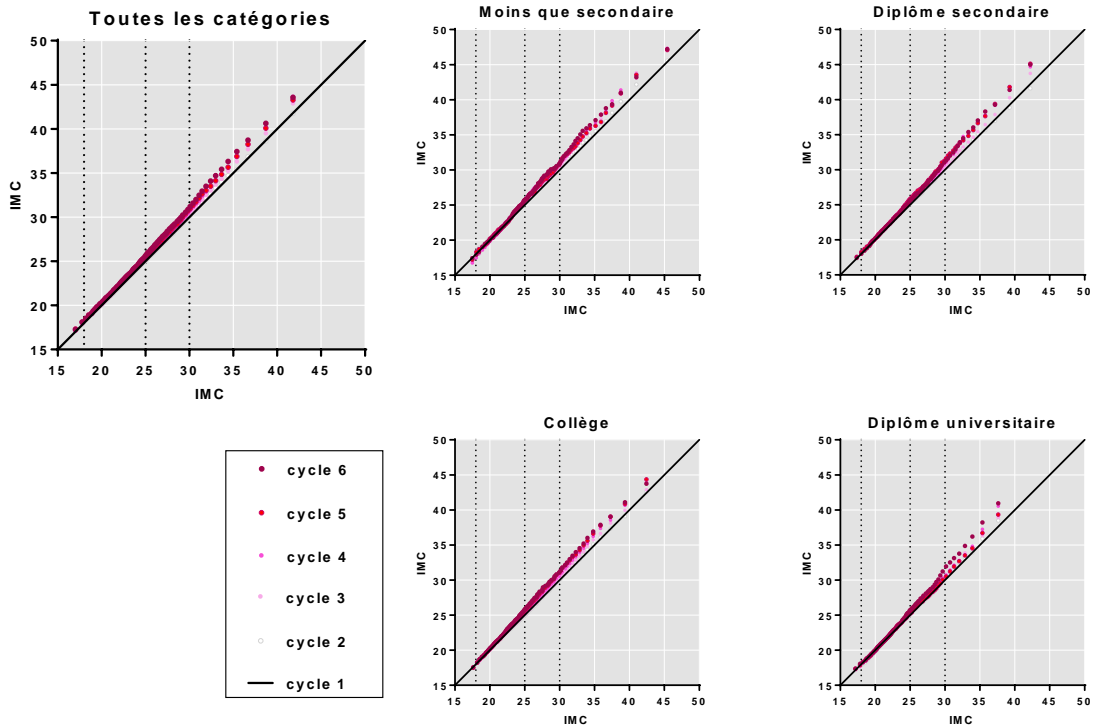 Toutes les catégories
50
45
40
35
30
25
20
15
IMC
15 20 25 30 35 40 45 50
IMC
Moins que secondaire
50
45
40
35
30
25
20
15
IMC
15 20 25 30 35 40 45 50
IMC
Diplôme secondaire
50
45
40
35
30
25
20
15
IMC
15 20 25 30 35 40 45 50
IMC
cycle 6
cycle 5
cycle 4
cycle 3
cycle 2
cycle 1
Collège
50
45
40
35
30
25
20
15
IMC
15 20 25 30 35 40 45 50
IMC
Diplôme universitaire
50
45
40
35
30
25
20
15
IMC
15 20 25 30 35 40 45 50
IMC